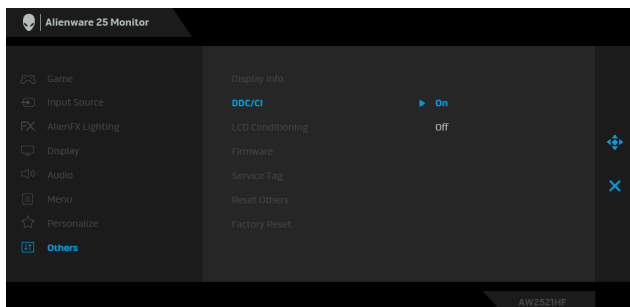 Alienware 25 Monitor
Game
Display Info
Input Source
DDC/CI
On
FX
AlienFX Lighting
LCD Conditioning
Off
Display
Firmware
Audio
Service Tag
Menu
Reset Others
Personalize
Factory Reset
Others
AW2521HF